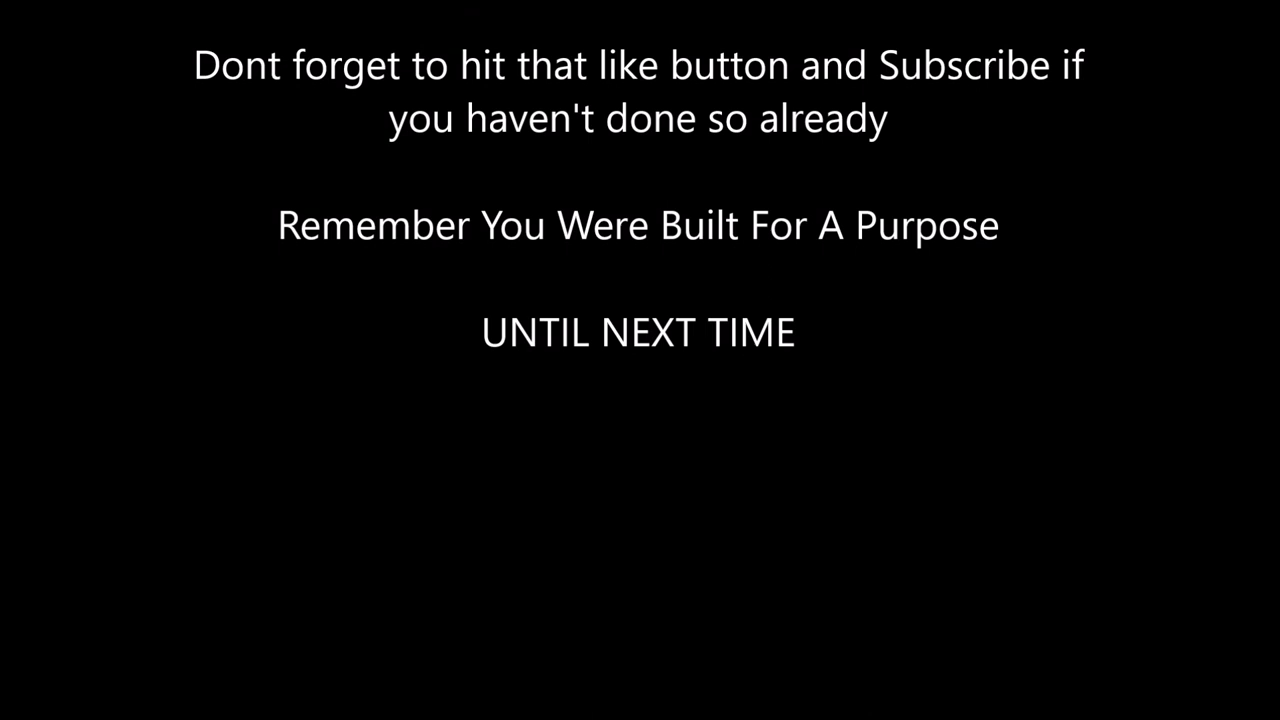 Dont forget to hit that like button and Subscribe if
you haven't done so already
Remember You Were Built For A Purpose
UNTIL NEXT TIME